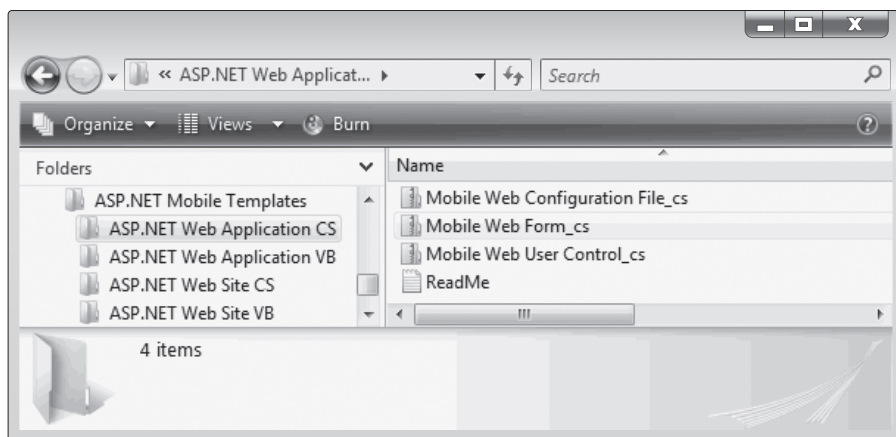 « ASP.NET Web Applicat...
Search
Organize
Views
Burn
Folders
Name
ASP.NET Mobile Templates
ASP.NET Web Application CS
ASP.NET Web Application VB
ASP.NET Web Site CS
ASP.NET Web Site VB
Mobile Web Configuration File_cs
Mobile Web Form_cs
Mobile Web User Control_cs
ReadMe
4 items